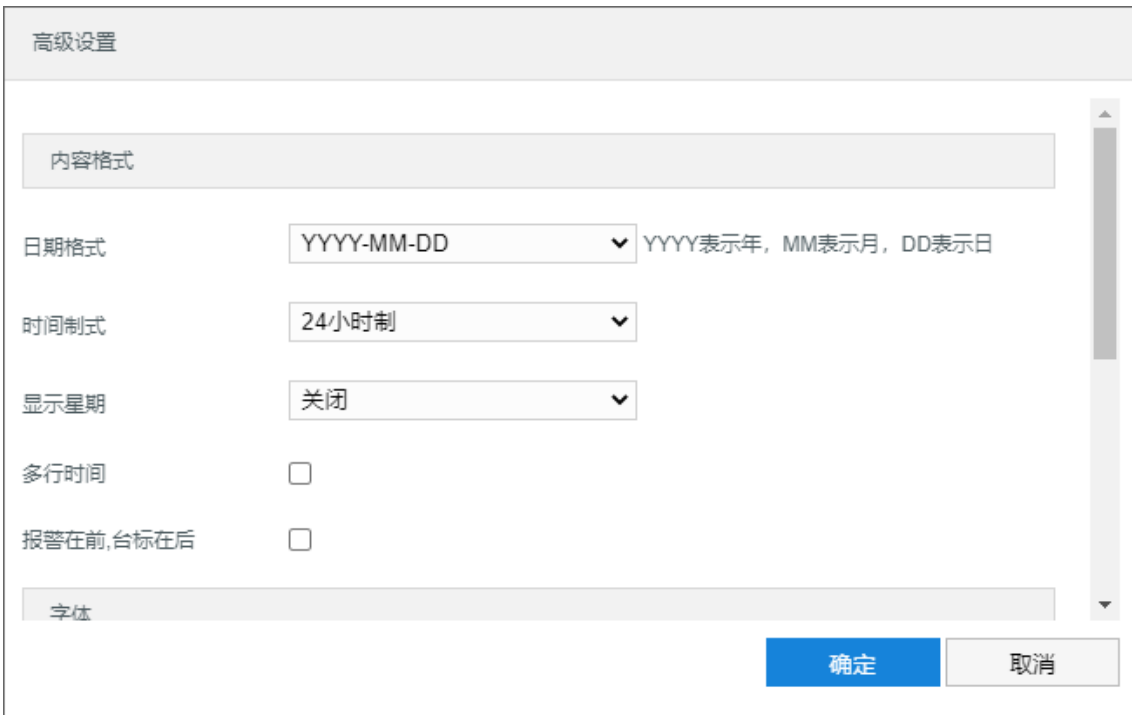 高级设置
内容格式
日期格式 YYYY-MM-DD YYYY表示年，MM表示月，DD表示日
时间制式 24小时制
显示星期 关闭
多行时间
报警在前,台标在后
字体
确定 取消